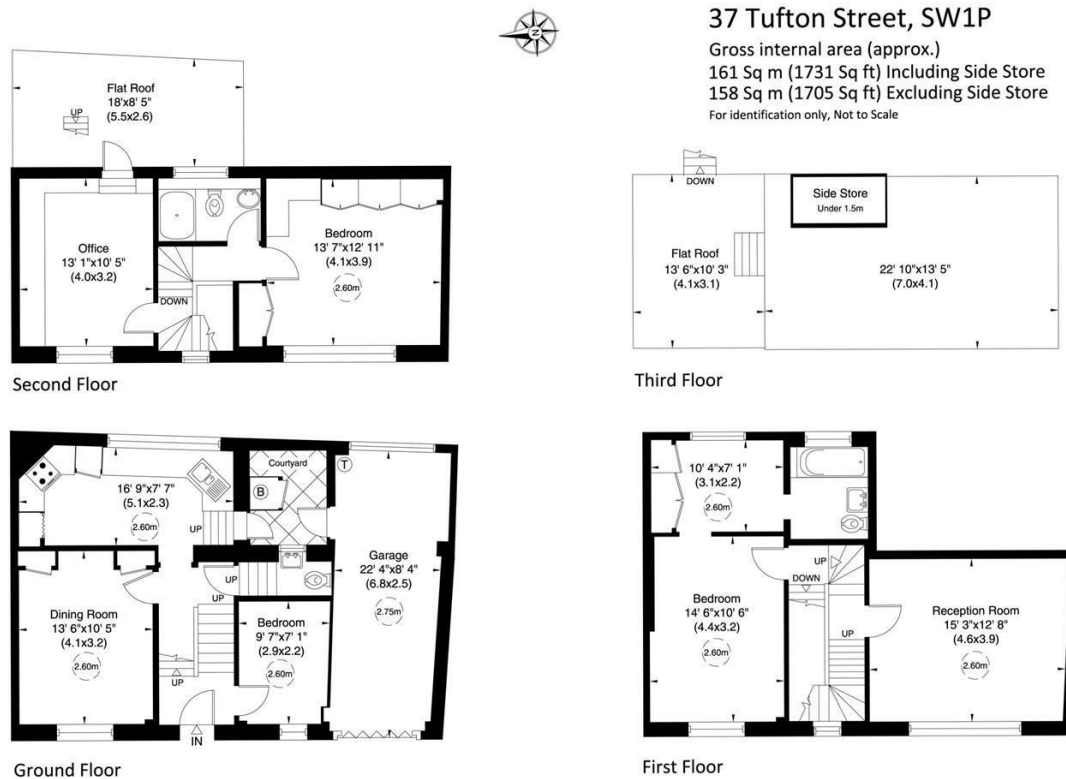 37 Tufton Street, SW1P
Gross internal area (approx.)
161 Sq m (1731 Sq ft) Including Side Store
158 Sq m (1705 Sq ft) Excluding Side Store
For identification only, Not to Scale
Flat Roof
18'x8' 5"
(5.5x2.6)
UP
Office
13' 1"x10' 5"
(4.0x3.2)
DOWN
Bedroom
13' 7"x12' 11"
(4.1x3.9)
2.60m
Second Floor
DOWN
Side Store
Under 1.5m
Flat Roof
13' 6"x10' 3"
(4.1x3.1)
22' 10"x13' 5"
(7.0x4.1)
Third Floor
16' 9"x7' 7"
(5.1x2.3)
2.60m
UP
Courtyard
B
T
Garage
22' 4"x8' 4"
(6.8x2.5)
2.75m
Dining Room
13' 6"x10' 5"
(4.1x3.2)
2.60m
UP
UP
UP
UP
Bedroom
9' 7"x7' 1"
(2.9x2.2)
2.60m
IN
Ground Floor
10' 4"x7' 1"
(3.1x2.2)
2.60m
Bedroom
14' 6"x10' 6"
(4.4x3.2)
2.60m
UP
DOWN
UP
Reception Room
15' 3"x12' 8"
(4.6x3.9)
2.60m
First Floor